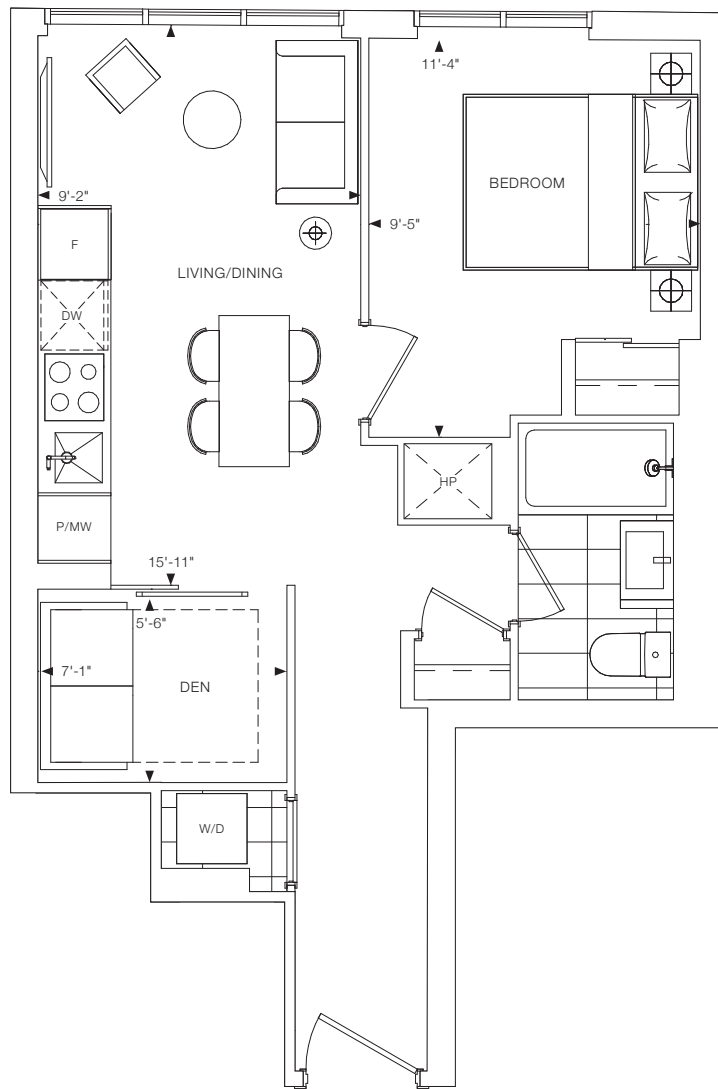 11'-4"
BEDROOM
9'-2"
9'-5"
F
LIVING/DINING
DW
HP
P/MW
15'-11"
5'-6"
7'-1"
DEN
W/D